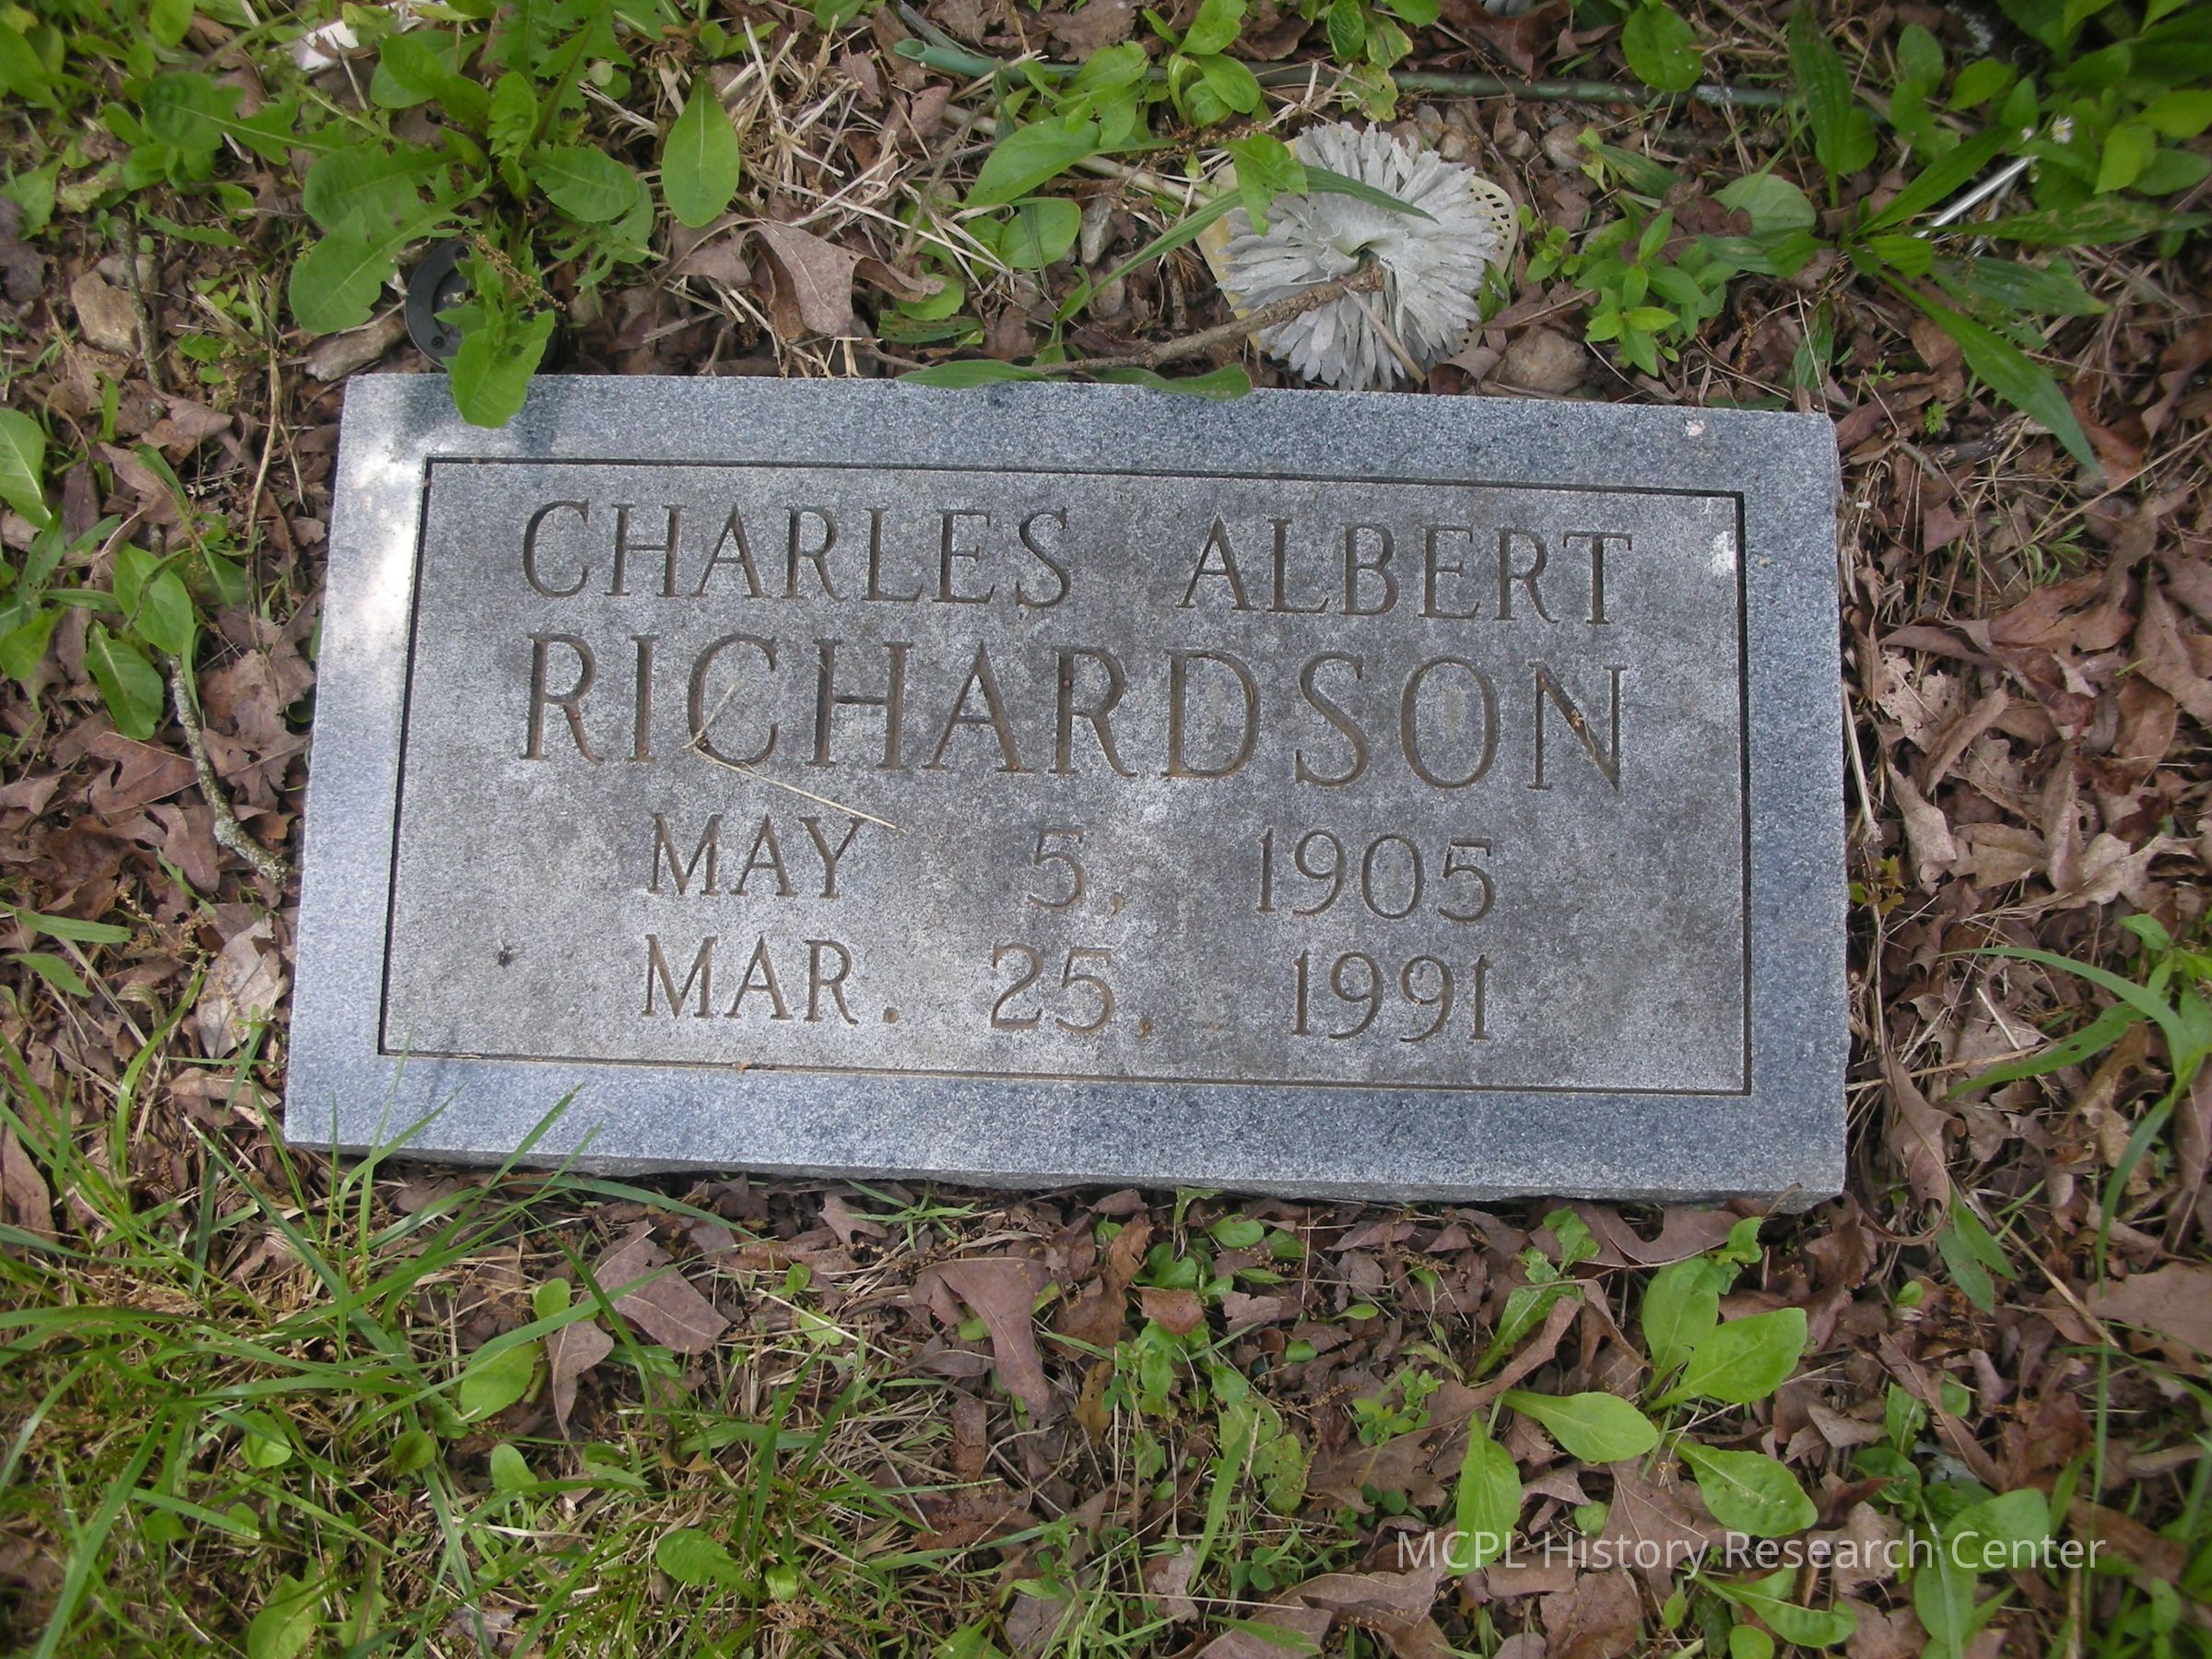 CHARLES ALBERT
RICHARDSON
MAY 5, 1905
MAR. 25, 1991
MCPL History Research Center